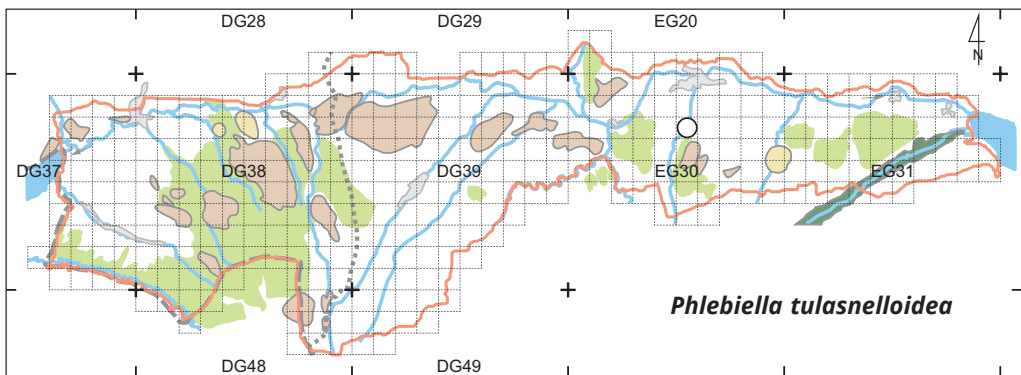 DG28 DG29 EG20
N
DG37 DG38 DG39 EG30 EG31
Phlebiella tulasnelloidea
DG48 DG49